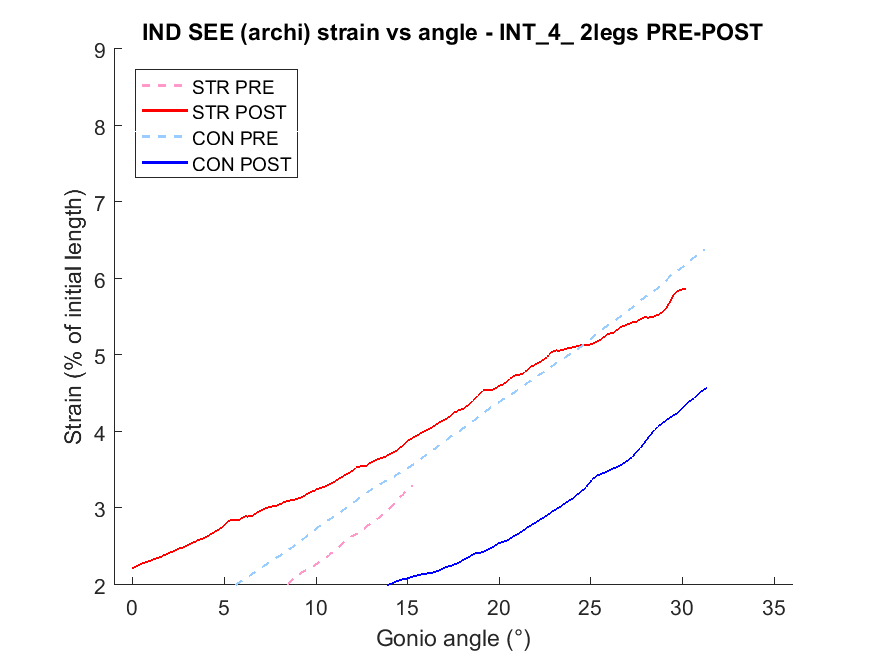 IND SEE (archi) strain vs angle - INT_4_ 2legs PRE-POST
STR PRE
STR POST
CON PRE
CON POST
Strain (% of initial length)
9
8
7
6
5
4
3
2
0 5 10 15 20 25 30 35
Gonio angle (°)